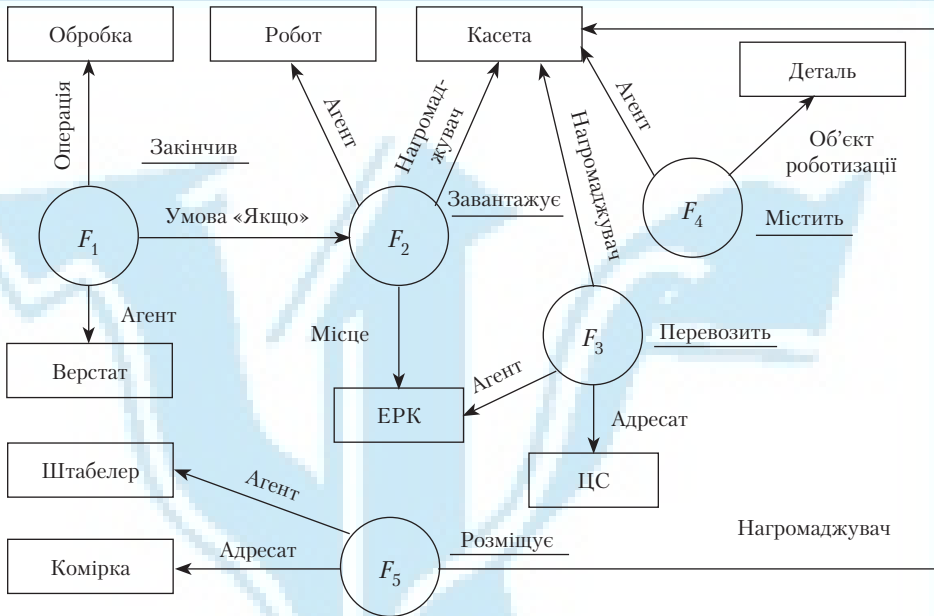 Обробка
Робот
Касета
Деталь
Операція
Закінчив
Агент
Нагромад-
жувач
Нагромаджувач
Агент
Об’єкт
роботизації
F1
Умова «Якщо»
F2
Завантажує
F4
Містить
Агент
Місце
F3
Перевозить
Верстат
Агент
ЕРК
Адресат
Штабелер
Агент
ЦС
Нагромаджувач
Комірка
Адресат
F5
Розміщує